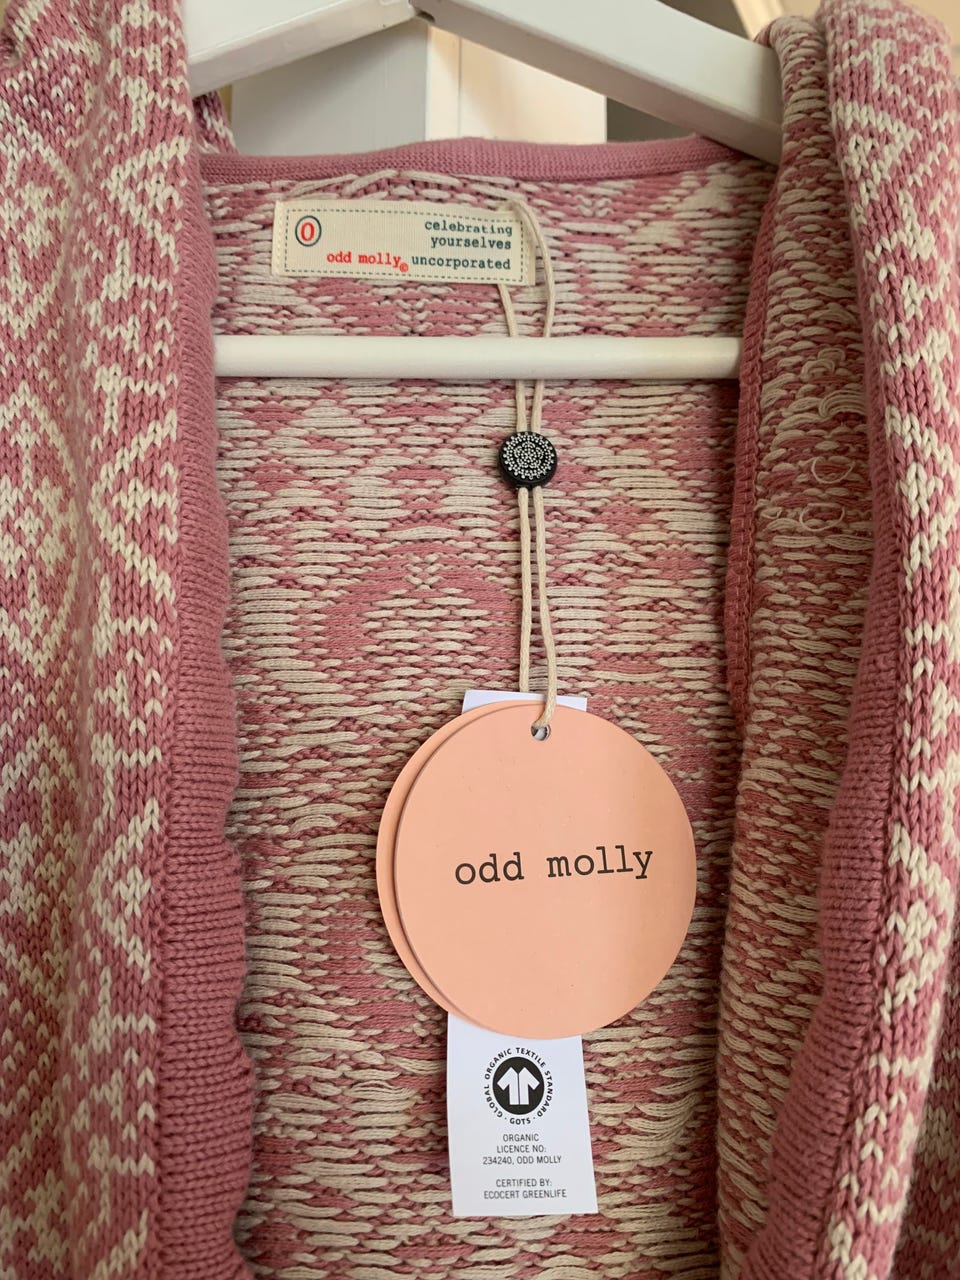 O
celebrating
yourselves
odd molly© uncorporated
odd molly
GLOBAL ORGANIC TEXTILE STANDARD · GOTS ·
ORGANIC
LICENCE NO:
234240, ODD MOLLY
CERTIFIED BY:
ECOCERT GREENLIFE